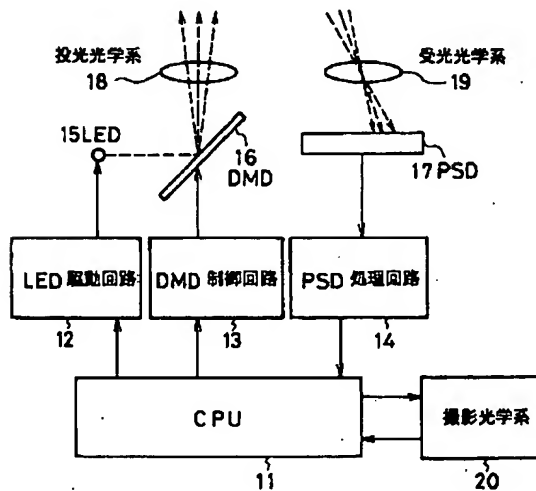 投光光学系
18
受光光学系
19
15LED
16
DMD
17 PSD
LED 駆動回路
12
DMD 制御回路
13
PSD 処理回路
14
CPU
11
撮影光学系
20